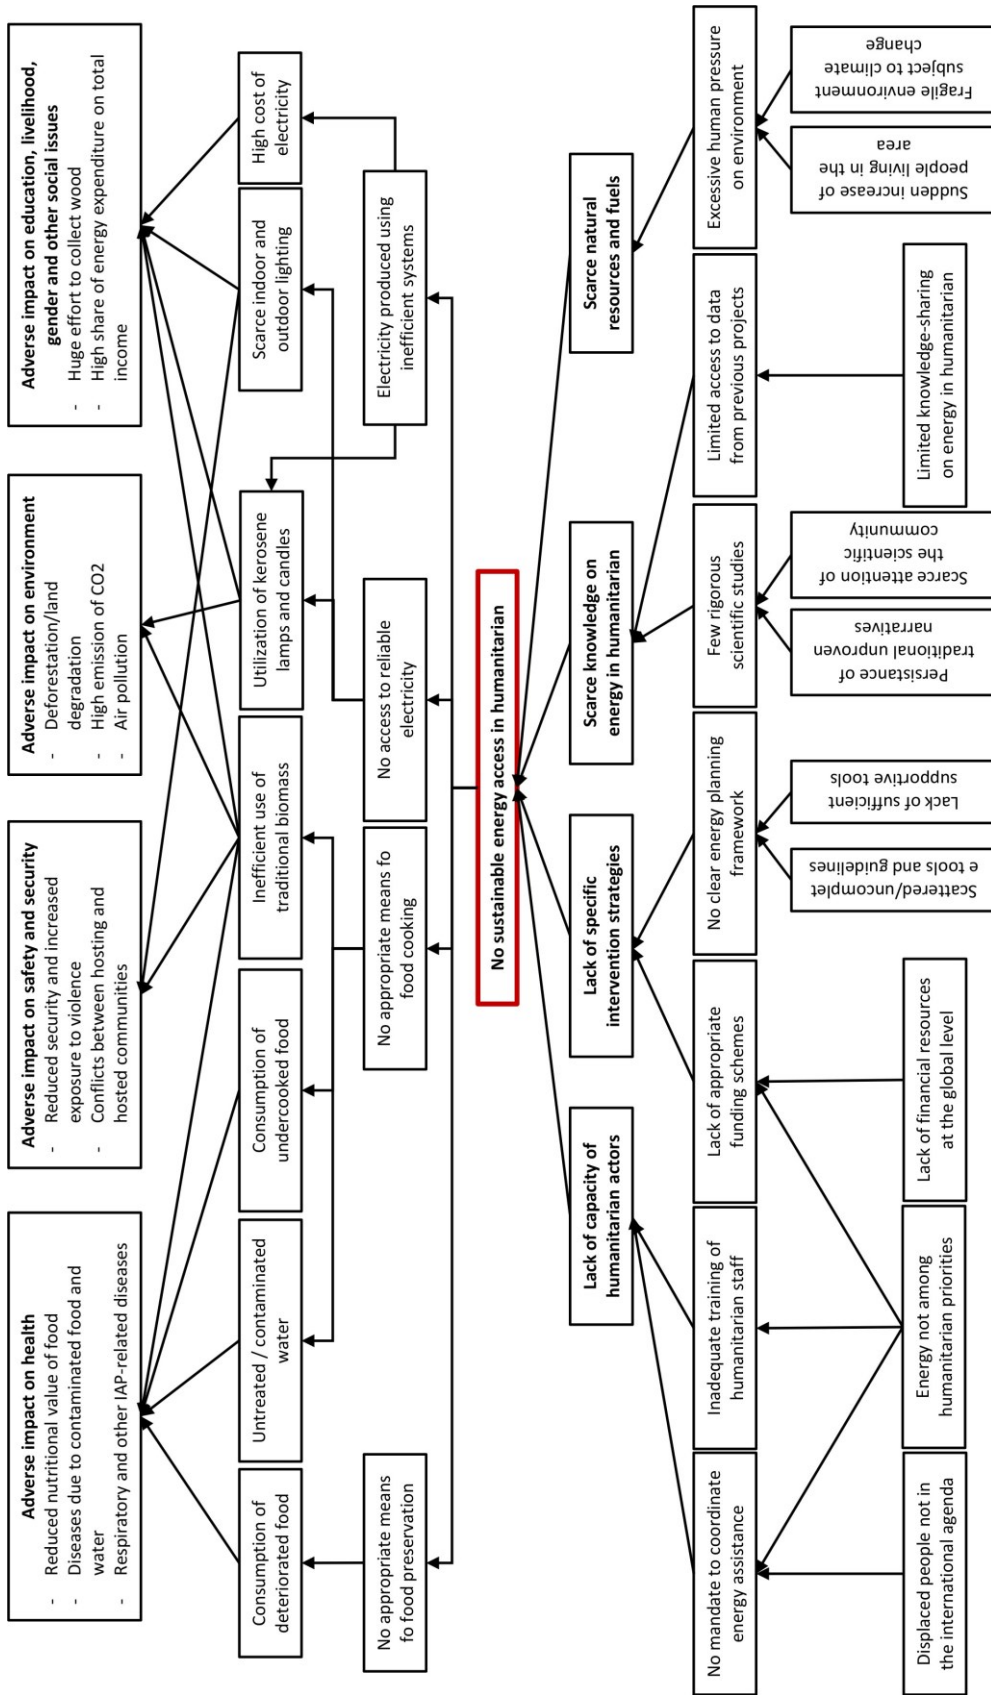 Adverse impact on health
- Reduced nutritional value of food
- Diseases due to contaminated food and
water
- Respiratory and other IAP-related diseases
Adverse impact on safety and security
- Reduced security and increased
exposure to violence
- Conflicts between hosting and
hosted communities
Adverse impact on environment
- Deforestation/land
degradation
- High emission of CO2
- Air pollution
Adverse impact on education, livelihood,
gender and other social issues
- Huge effort to collect wood
- High share of energy expenditure on total
income
Consumption of
deteriorated food
Untreated / contaminated
water
Consumption of
undercooked food
Inefficient use of
traditional biomass
Utilization of kerosene
lamps and candles
Scarce indoor and
outdoor lighting
High cost of
electricity
No appropriate means
fo food preservation
No appropriate means fo
food cooking
No access to reliable
electricity
Electricity produced using
inefficient systems
No sustainable energy access in humanitarian
Lack of capacity of
humanitarian actors
Lack of specific
intervention strategies
Scarce knowledge on
energy in humanitarian
Scarce natural
resources and fuels
No mandate to coordinate
energy assistance
Inadequate training of
humanitarian staff
Lack of appropriate
funding schemes
No clear energy planning
framework
Few rigorous
scientific studies
Limited access to data
from previous projects
Excessive human pressure
on environment
Displaced people not in
the international agenda
Energy not among
humanitarian priorities
Lack of financial resources
at the global level
Scattered/uncomplet
e tools and guidelines
Lack of sufficient
supportive tools
Persistance of
traditional unproven
narratives
Scarce attention of
the scientific
community
Limited knowledge-sharing
on energy in humanitarian
Sudden increase of
people living in the
area
Fragile environment
subject to climate
change